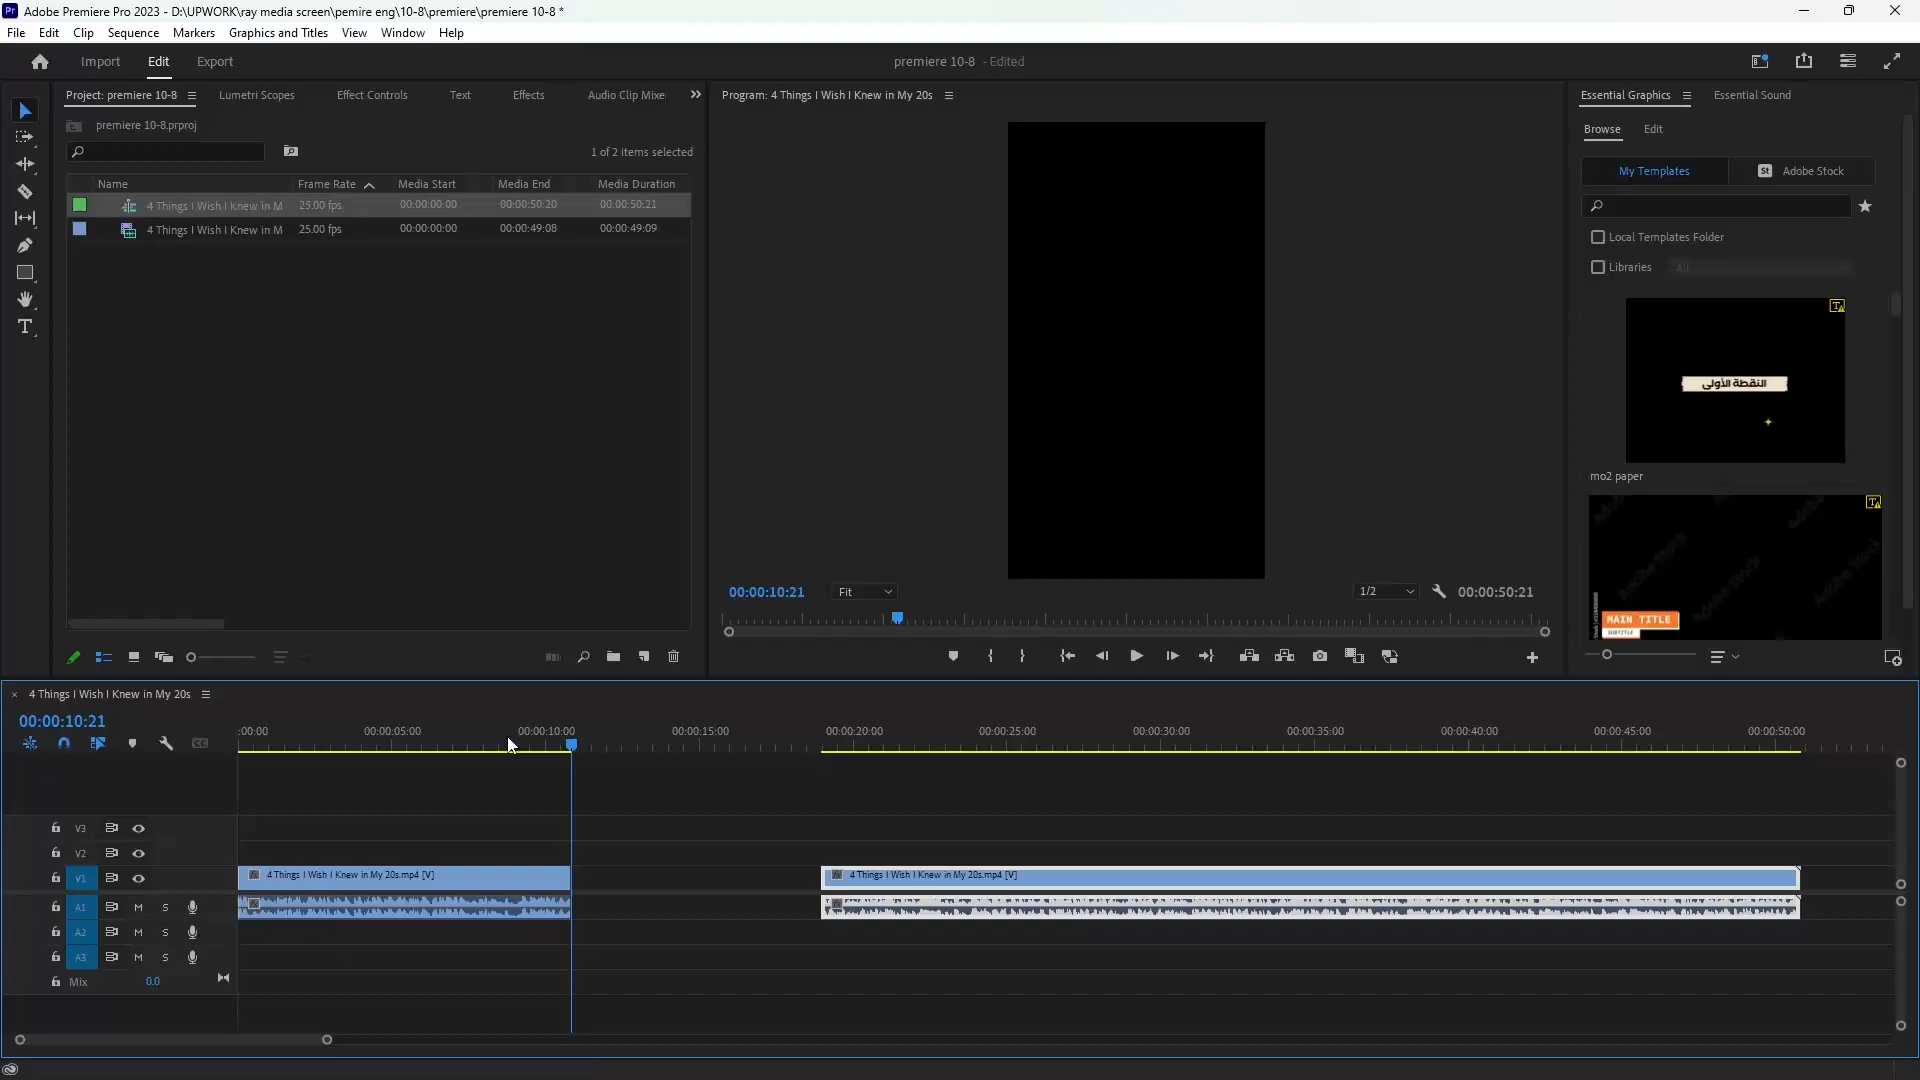 Adobe Premiere Pro 2023 - D:\UPWORK\ray media screen\pemire eng\10-8\premiere\premiere 10-8 *
File Edit Clip Sequence Markers Graphics and Titles View Window Help
Import Edit Export premiere 10-8 - Edited
Project: premiere 10-8 Lumetri Scopes Effect Controls Text Effects Audio Clip Mixe
premiere 10-8.prproj
1 of 2 items selected
Name Frame Rate Media Start Media End Media Duration
4 Things I Wish I Knew in M 25.00 fps 00:00:00:00 00:00:50:20 00:00:50:21
4 Things I Wish I Knew in M 25.00 fps 00:00:00:00 00:00:49:08 00:00:49:09
Program: 4 Things I Wish I Knew in My 20s
00:00:10:21 Fit 1/2 00:00:50:21
Essential Graphics Essential Sound
Browse Edit
My Templates St Adobe Stock
Local Templates Folder
Libraries All
النقطة الأولى
mo2 paper
MAIN TITLE
SUBTITLE
4 Things I Wish I Knew in My 20s
00:00:10:21
:00:00 00:00:05:00 00:00:10:00 00:00:15:00 00:00:20:00 00:00:25:00 00:00:30:00 00:00:35:00 00:00:40:00 00:00:45:00 00:00:50:00
V3
V2
V1 4 Things I Wish I Knew in My 20s.mp4 [V] 4 Things I Wish I Knew in My 20s.mp4 [V]
A1 M S
A2 M S
A3 M S
Mix 0.0